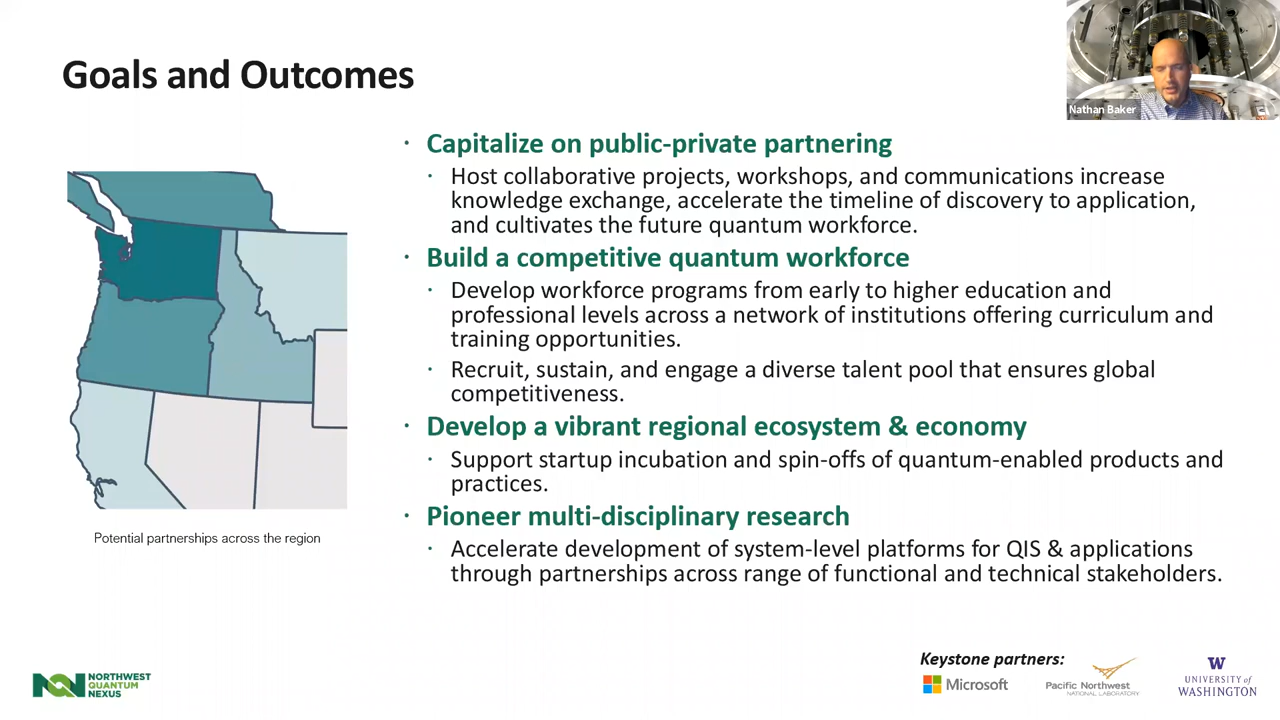 Goals and Outcomes
Nathan Baker
· Capitalize on public-private partnering
· Host collaborative projects, workshops, and communications increase
knowledge exchange, accelerate the timeline of discovery to application,
and cultivates the future quantum workforce.
· Build a competitive quantum workforce
· Develop workforce programs from early to higher education and
professional levels across a network of institutions offering curriculum and
training opportunities.
· Recruit, sustain, and engage a diverse talent pool that ensures global
competitiveness.
· Develop a vibrant regional ecosystem & economy
· Support startup incubation and spin-offs of quantum-enabled products and
practices.
· Pioneer multi-disciplinary research
· Accelerate development of system-level platforms for QIS & applications
through partnerships across range of functional and technical stakeholders.
Potential partnerships across the region
NQN
NORTHWEST
QUANTUM
NEXUS
Keystone partners:
Microsoft
Pacific Northwest
NATIONAL LABORATORY
W
UNIVERSITY of
WASHINGTON